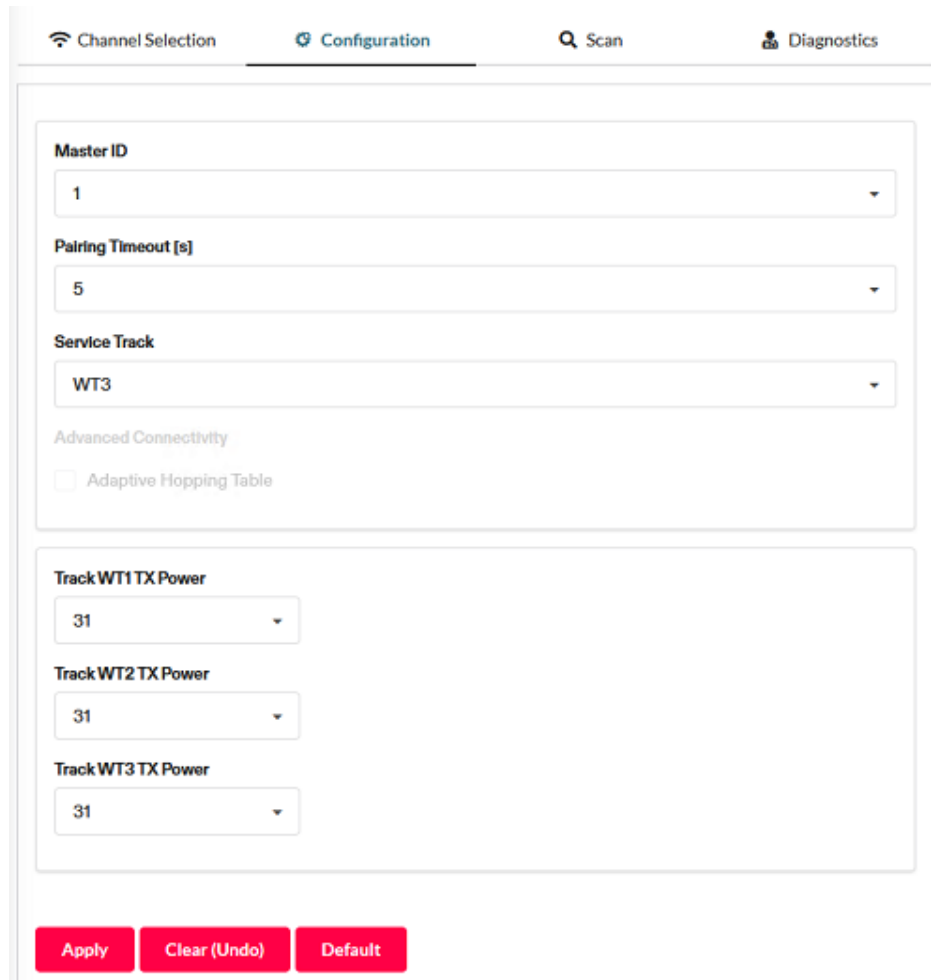 Channel Selection Configuration Scan Diagnostics
Master ID
1
Pairing Timeout [s]
5
Service Track
WT3
Advanced Connectivity
Adaptive Hopping Table
Track WT1 TX Power
31
Track WT2 TX Power
31
Track WT3 TX Power
31
Apply Clear (Undo) Default